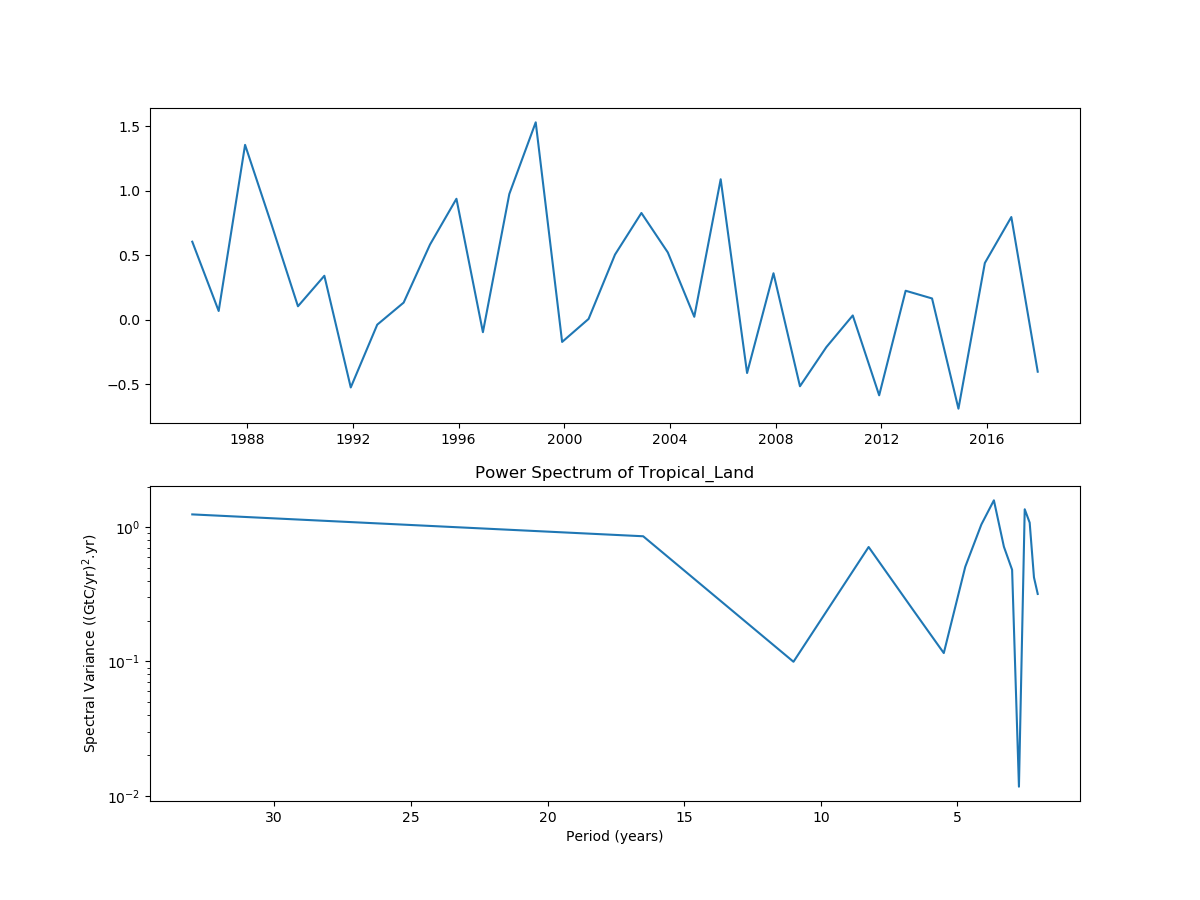 1.5
1.0
0.5
0.0
−0.5
1988 1992 1996 2000 2004 2008 2012 2016
Power Spectrum of Tropical_Land
10⁰
10⁻¹
10⁻²
Spectral Variance ((GtC/yr)².yr)
30 25 20 15 10 5
Period (years)